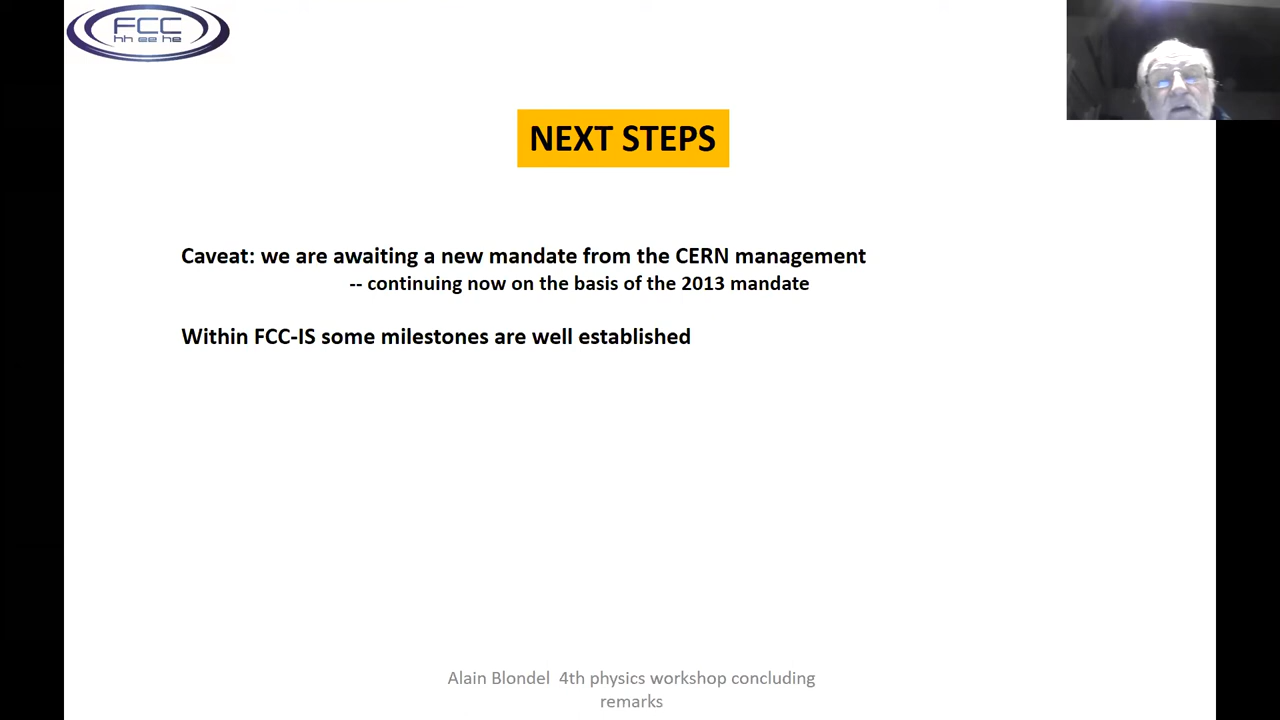 FCC
hh ee he
NEXT STEPS
Caveat: we are awaiting a new mandate from the CERN management
-- continuing now on the basis of the 2013 mandate
Within FCC-IS some milestones are well established
Alain Blondel 4th physics workshop concluding
remarks